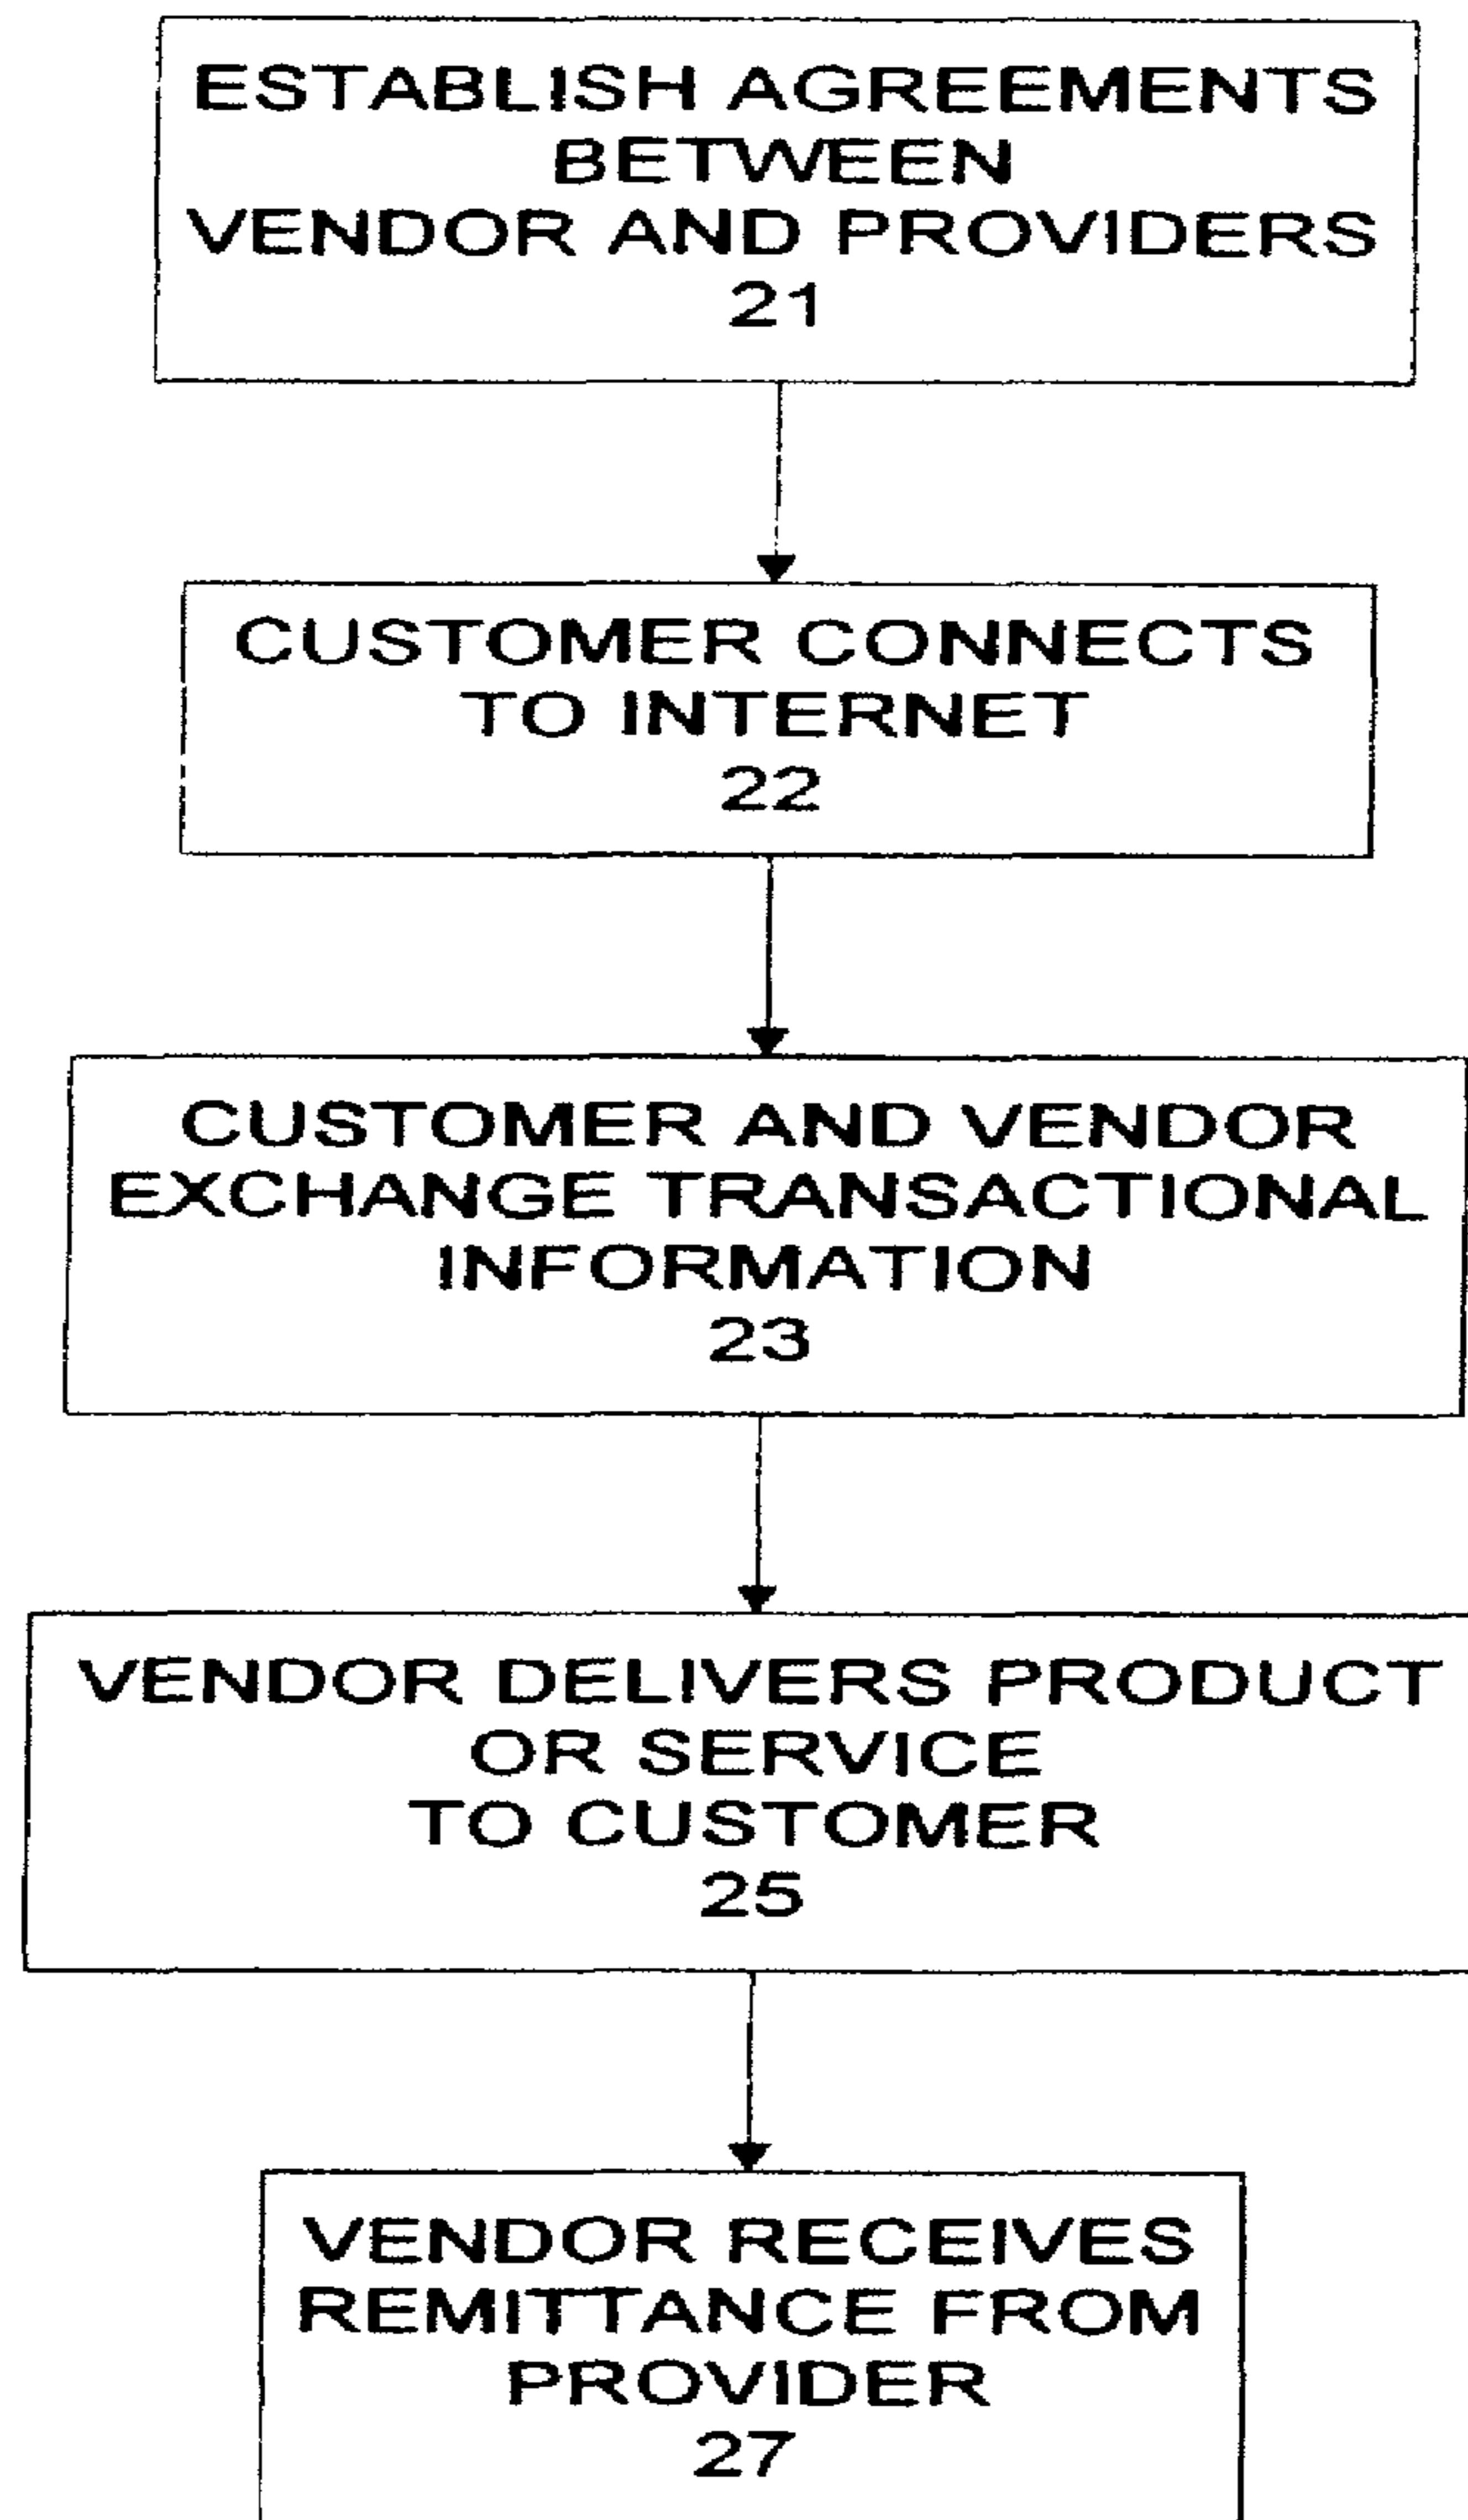 ESTABLISH AGREEMENTS
BETWEEN
VENDOR AND PROVIDERS
21
CUSTOMER CONNECTS
TO INTERNET
22
CUSTOMER AND VENDOR
EXCHANGE TRANSACTIONAL
INFORMATION
23
VENDOR DELIVERS PRODUCT
OR SERVICE
TO CUSTOMER
25
VENDOR RECEIVES
REMITTANCE FROM
PROVIDER
27